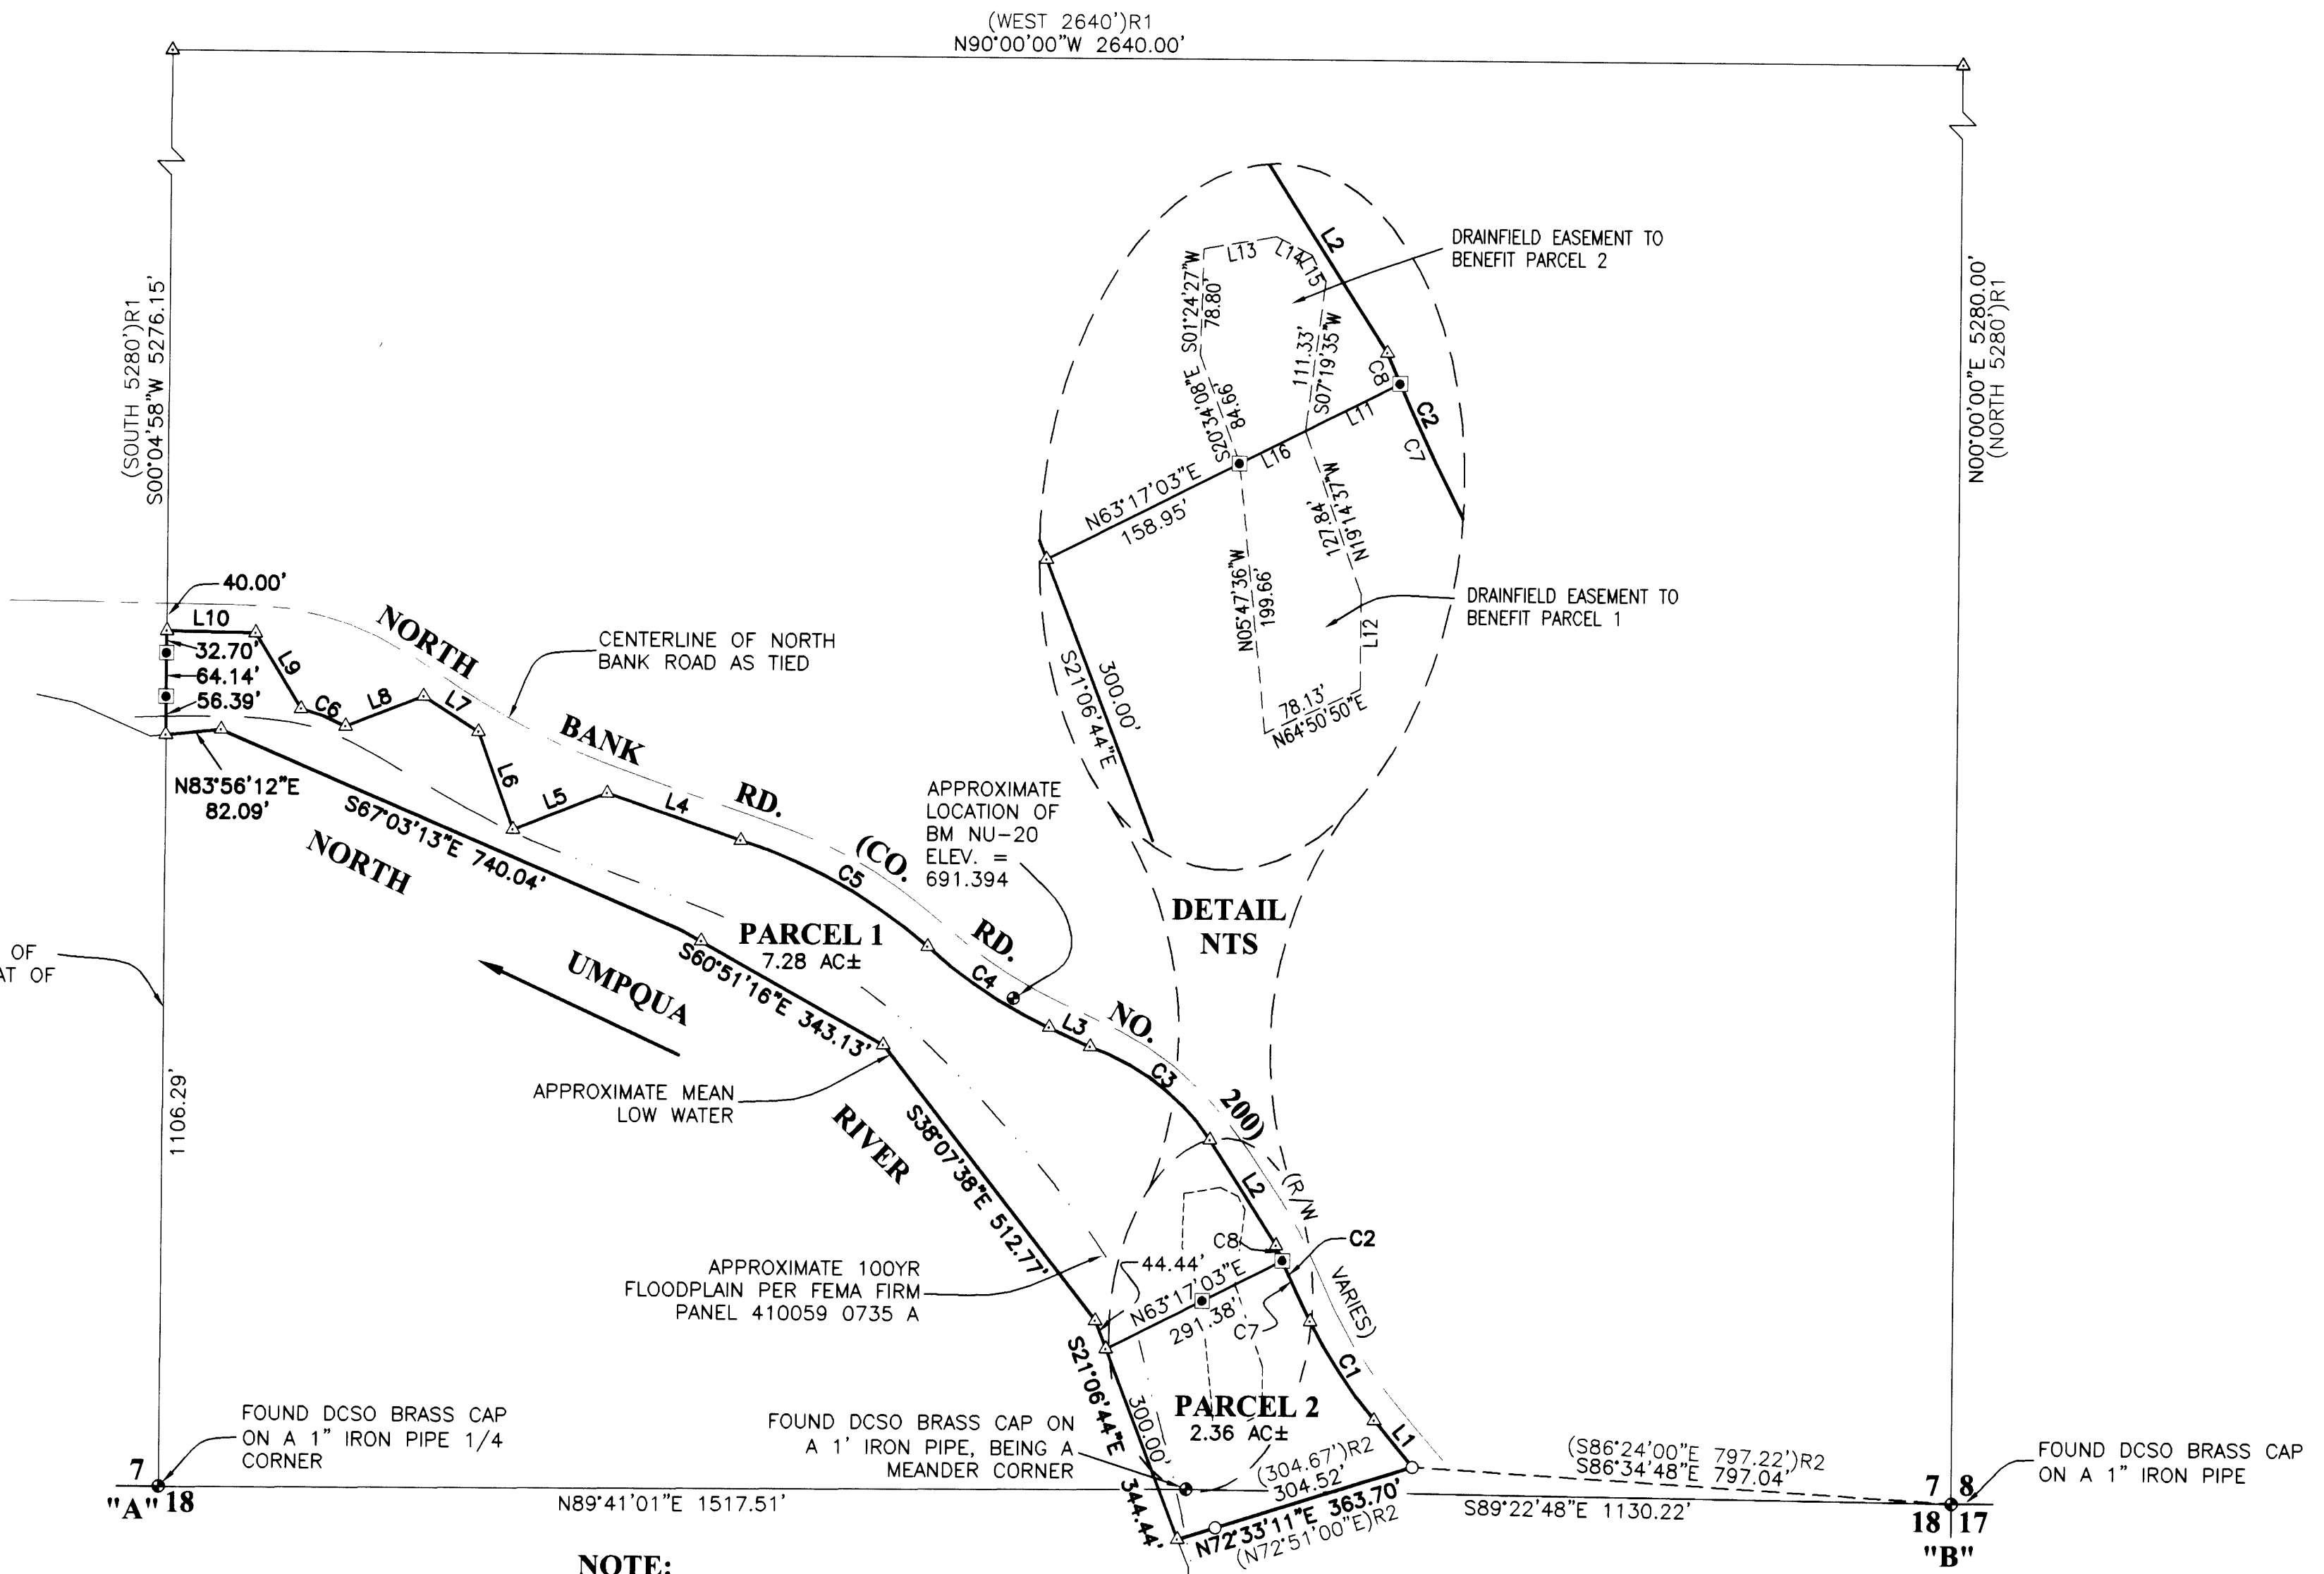 (WEST 2640')R1
N90°00'00"W 2640.00'
(SOUTH 5280')R1
S00°04'58"W 5276.15'
N00°00'00"E 5280.00'
(NORTH 5280')R1
DRAINFIELD EASEMENT TO
BENEFIT PARCEL 2
L2
L13
L14
L15
S01°24'27"W
78.80'
S20°34'08"E
84.66'
111.33'
S07°19'35"W
C8
C2
C7
L11
L16
N63°17'03"E
158.95'
N05°47'36"W
199.66'
127.84'
N19°14'37"W
L12
78.13'
N64°50'50"E
S21°06'44"E
300.00'
DRAINFIELD EASEMENT TO
BENEFIT PARCEL 1
DETAIL
NTS
40.00'
L10
32.70'
64.14'
56.39'
L9
C6
L8
L7
L6
L5
L4
C5
C4
L3
C3
L2
NORTH
BANK
RD.
(CO.
RD.
NO.
200)
(R/W
VARIES)
CENTERLINE OF NORTH
BANK ROAD AS TIED
APPROXIMATE
LOCATION OF
BM NU-20
ELEV. =
691.394
N83°56'12"E
82.09'
S67°03'13"E 740.04'
NORTH
UMPQUA
RIVER
PARCEL 1
7.28 AC±
S60°51'16"E 343.13'
APPROXIMATE MEAN
LOW WATER
S38°07'38"E 512.77'
OF
AT OF
1106.29'
APPROXIMATE 100YR
FLOODPLAIN PER FEMA FIRM
PANEL 410059 0735 A
44.44'
C8
C2
N63°17'03"E
291.38'
C7
C1
L1
S21°06'44"E 344.44'
300.00'
PARCEL 2
2.36 AC±
(304.67')R2
304.52'
N72°33'11"E 363.70'
(N72°51'00"E)R2
(S86°24'00"E 797.22')R2
S86°34'48"E 797.04'
S89°22'48"E 1130.22'
FOUND DCSO BRASS CAP
ON A 1" IRON PIPE 1/4
CORNER
FOUND DCSO BRASS CAP ON
A 1' IRON PIPE, BEING A
MEANDER CORNER
FOUND DCSO BRASS CAP
ON A 1" IRON PIPE
7
"A" 18
N89°41'01"E 1517.51'
7 8
18 17
"B"
NOTE: